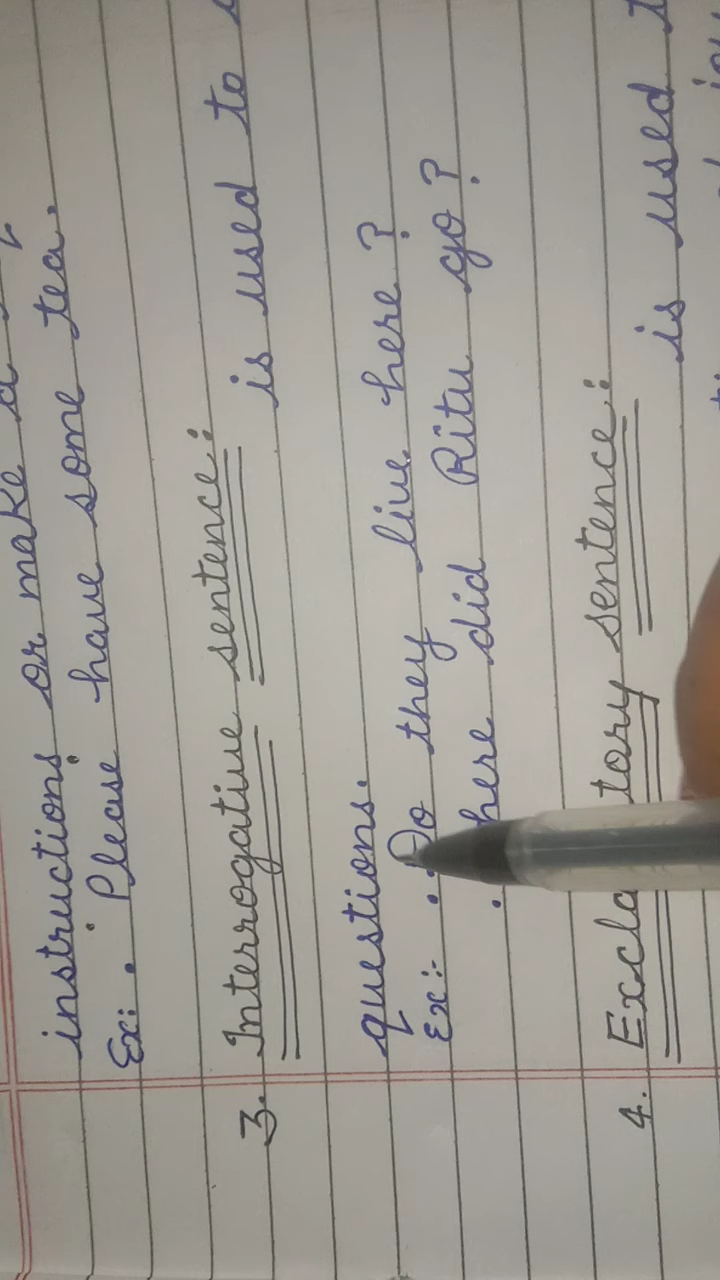 instructions or make a
Ex: • Please have some tea.
3. Interrogative sentence: is used to
questions.
Ex:- • Do they live here?
• here did Ritu go?
4. Excla tory sentence: is used